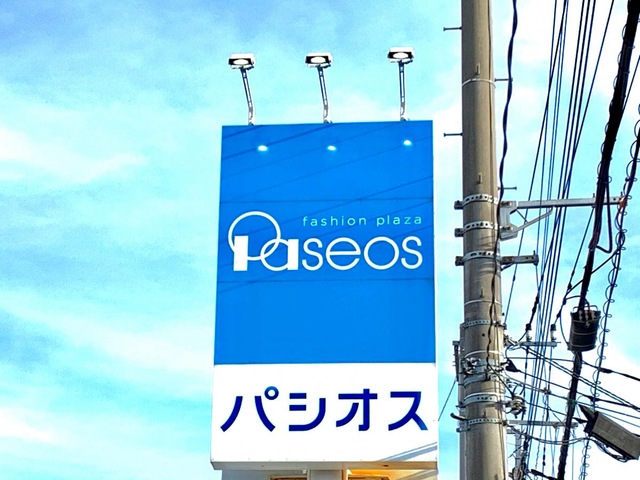 fashion plaza
Paseos
パシオス